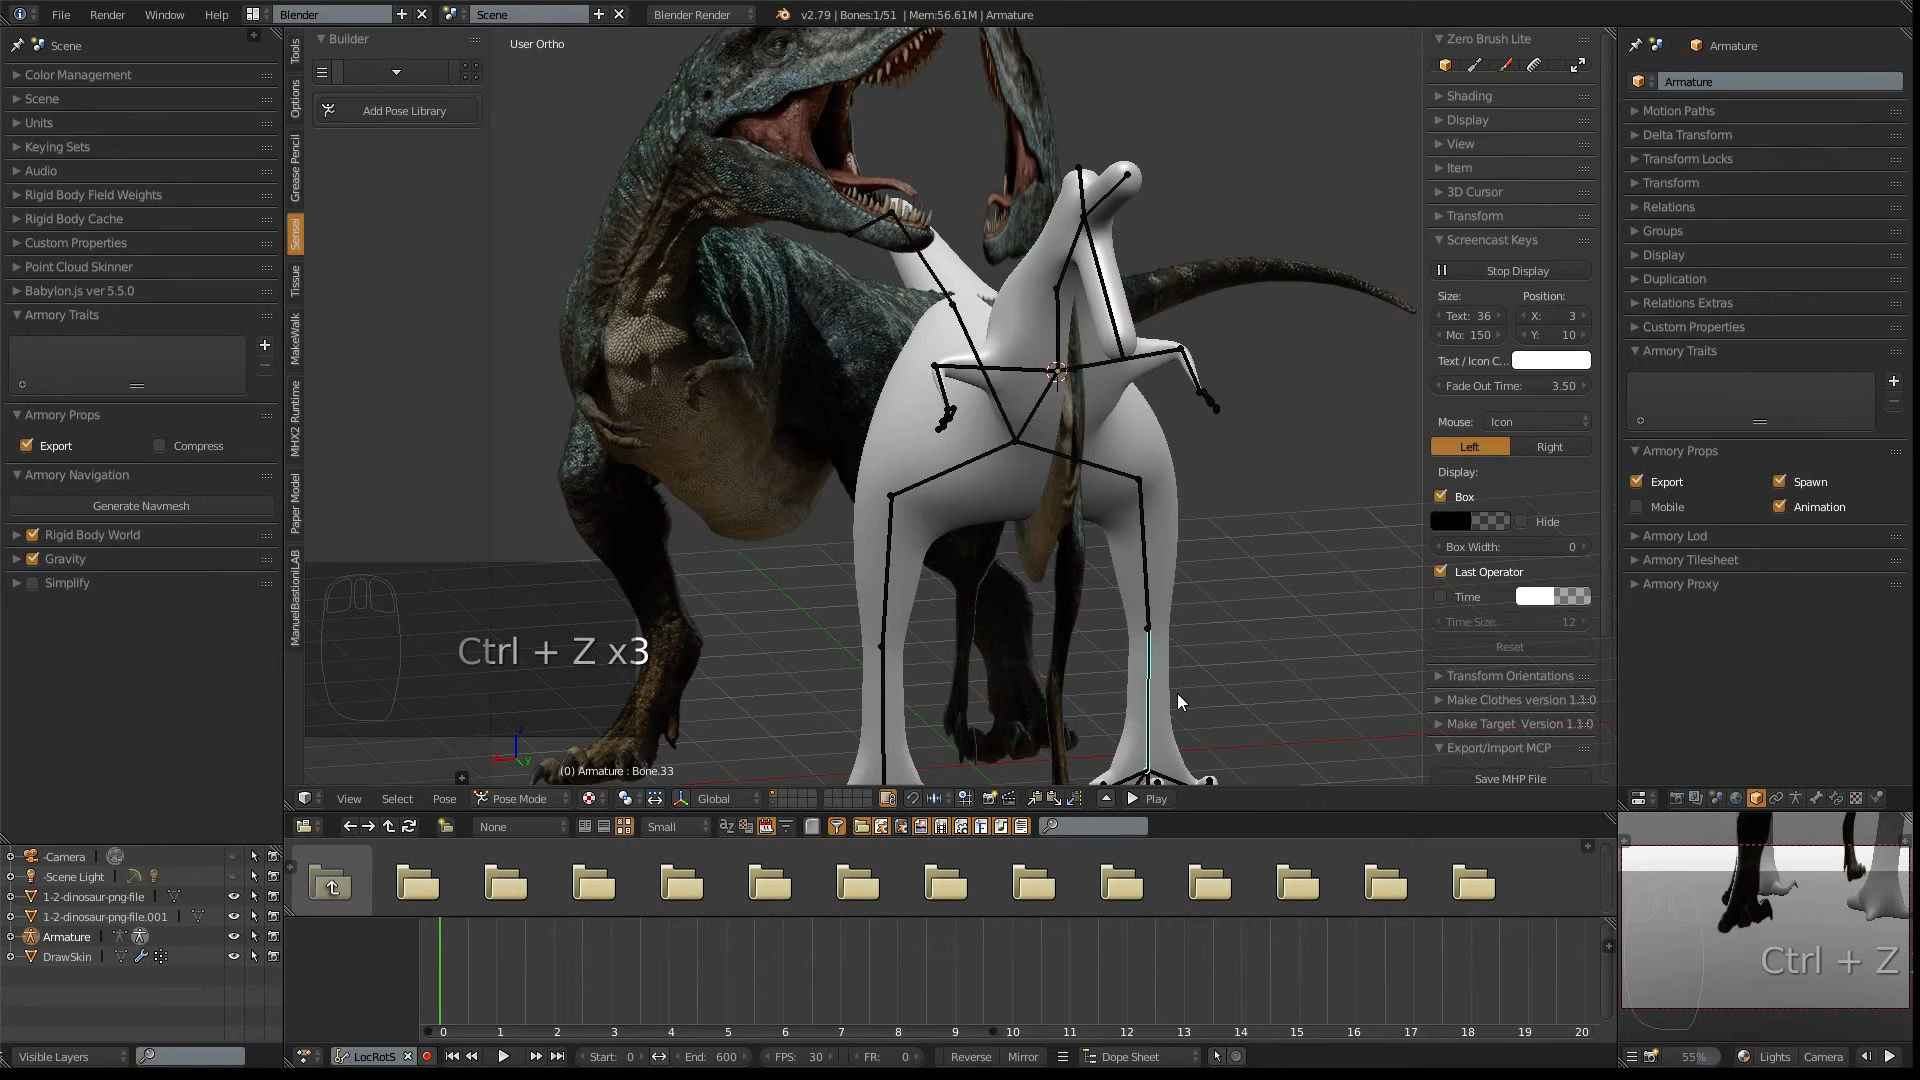 File Render Window Help Blender Scene Blender Render v2.79 | Bones:1/51 | Mem:56.61M | Armature
Scene
Color Management
Scene
Units
Keying Sets
Audio
Rigid Body Field Weights
Rigid Body Cache
Custom Properties
Point Cloud Skinner
Babylon.js ver 5.5.0
Armory Traits
Armory Props
Export Compress
Armory Navigation
Generate Navmesh
Rigid Body World
Gravity
Simplify
Tools
Options
Grease Pencil
Sensei
Tissue
MakeWalk
MHX2 Runtime
Paper Model
ManuelBastioniLAB
Builder
Add Pose Library
User Ortho
Ctrl + Z x3
(0) Armature : Bone.33
View Select Pose Pose Mode Global Play
Zero Brush Lite
Shading
Display
View
Item
3D Cursor
Transform
Screencast Keys
Stop Display
Size: Position:
Text: 36 X: 3
Mo: 150 Y: 10
Text / Icon C...
Fade Out Time: 3.50
Mouse: Icon
Left Right
Display:
Box
Hide
Box Width: 0
Last Operator
Time
Time Size: 12
Reset
Transform Orientations
Make Clothes version 1.1.0
Make Target Version 1.1.0
Export/Import MCP
Save MHP File
Armature
Armature
Motion Paths
Delta Transform
Transform Locks
Transform
Relations
Groups
Display
Duplication
Relations Extras
Custom Properties
Armory Traits
Armory Props
Export Spawn
Mobile Animation
Armory Lod
Armory Tilesheet
Armory Proxy
None Small
-Camera
-Scene Light
1-2-dinosaur-png-file
1-2-dinosaur-png-file.001
Armature
DrawSkin
Visible Layers
0 1 2 3 4 5 6 7 8 9 10 11 12 13 14 15 16 17 18 19 20
LocRotS Start: 0 End: 600 FPS: 30 FR: 0 Reverse Mirror Dope Sheet
Ctrl + Z
55% Lights Camera